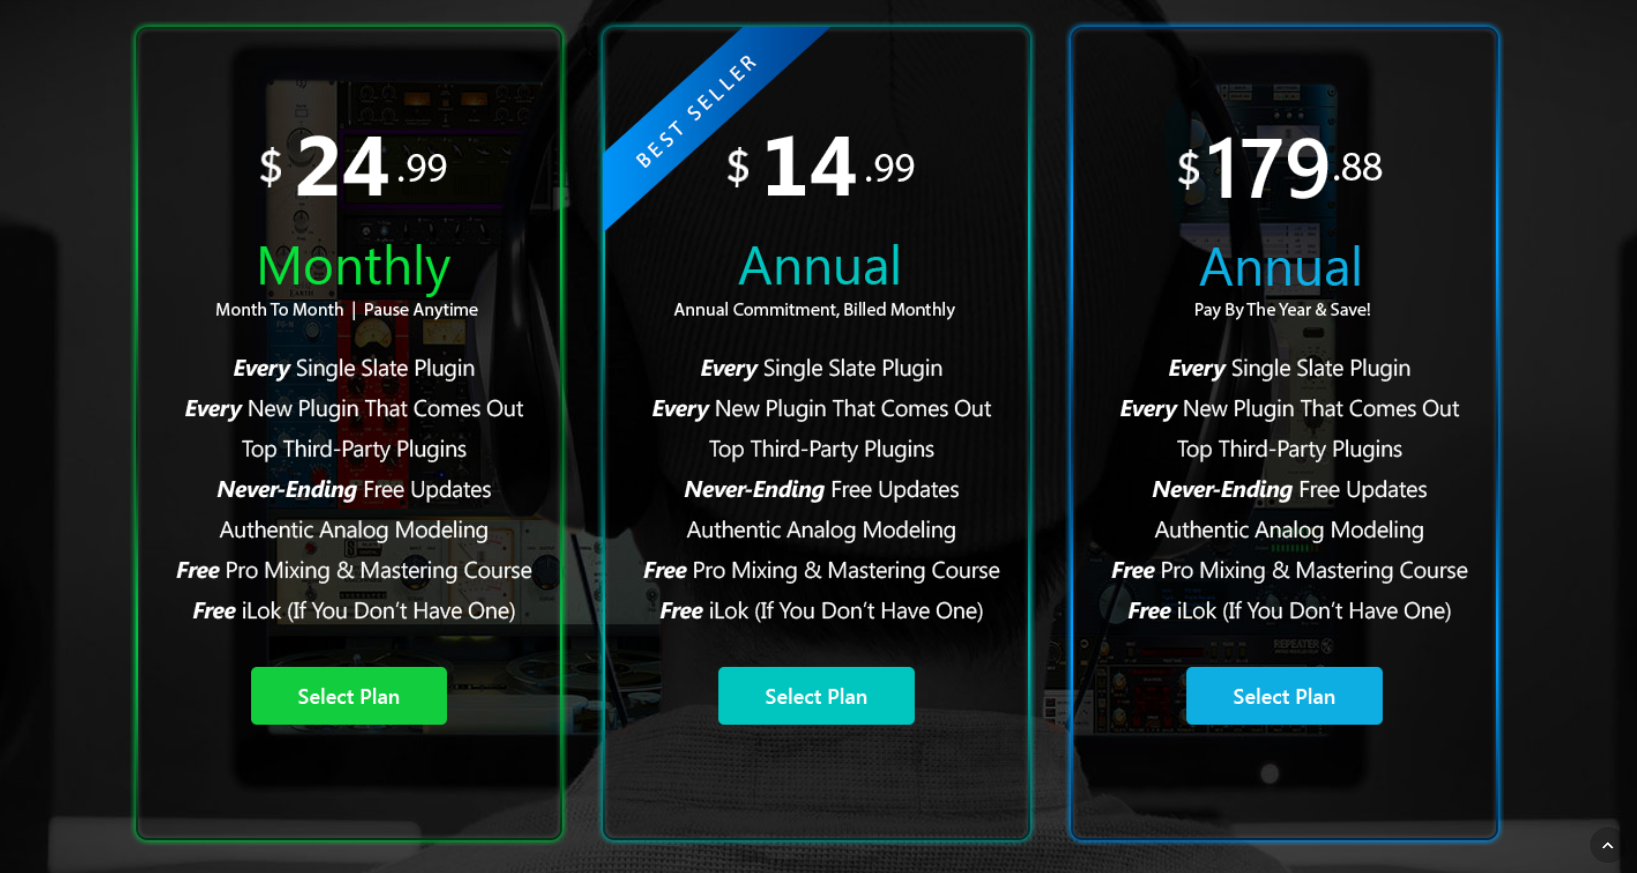 $ 24 .99
Monthly
Month To Month | Pause Anytime
Every Single Slate Plugin
Every New Plugin That Comes Out
Top Third-Party Plugins
Never-Ending Free Updates
Authentic Analog Modeling
Free Pro Mixing & Mastering Course
Free iLok (If You Don't Have One)
Select Plan
BEST SELLER
$ 14 .99
Annual
Annual Commitment, Billed Monthly
Every Single Slate Plugin
Every New Plugin That Comes Out
Top Third-Party Plugins
Never-Ending Free Updates
Authentic Analog Modeling
Free Pro Mixing & Mastering Course
Free iLok (If You Don't Have One)
Select Plan
$179.88
Annual
Pay By The Year & Save!
Every Single Slate Plugin
Every New Plugin That Comes Out
Top Third-Party Plugins
Never-Ending Free Updates
Authentic Analog Modeling
Free Pro Mixing & Mastering Course
Free iLok (If You Don't Have One)
REPEATER
Select Plan